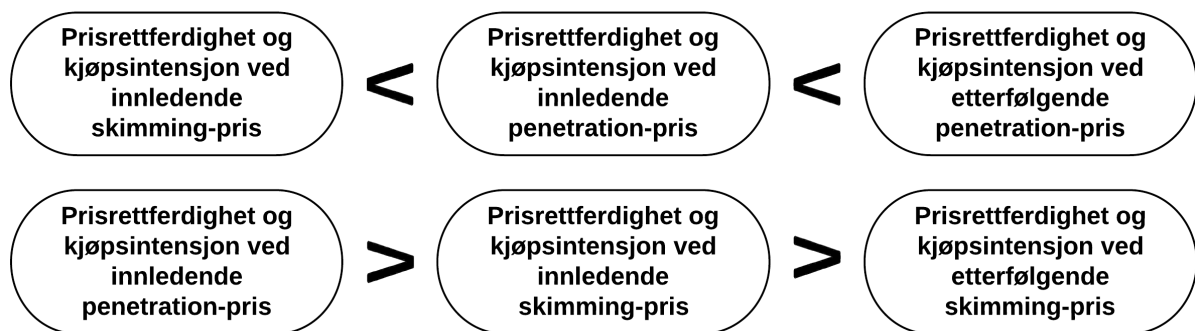 Prisrettferdighet og
kjøpsintensjon ved
innledende
skimming-pris
<
Prisrettferdighet og
kjøpsintensjon ved
innledende
penetration-pris
<
Prisrettferdighet og
kjøpsintensjon ved
etterfølgende
penetration-pris
Prisrettferdighet og
kjøpsintensjon ved
innledende
penetration-pris
>
Prisrettferdighet og
kjøpsintensjon ved
innledende
skimming-pris
>
Prisrettferdighet og
kjøpsintensjon ved
etterfølgende
skimming-pris